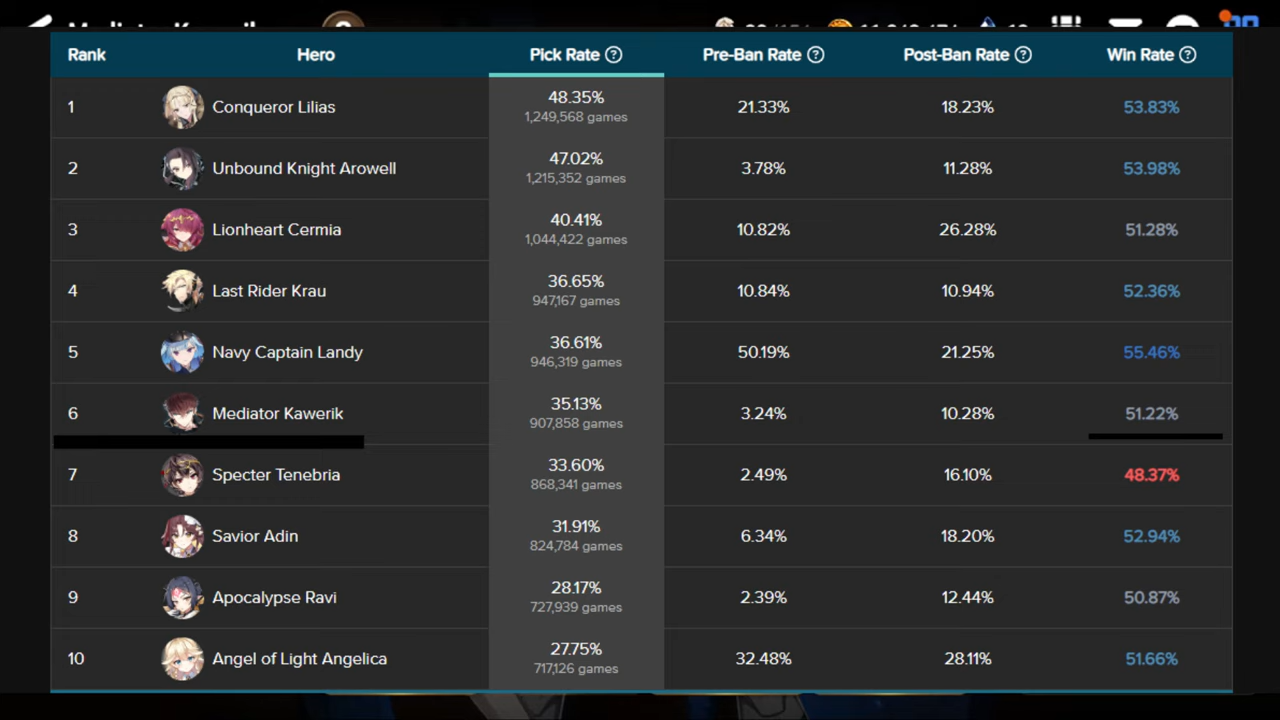 Rank Hero Pick Rate ? Pre-Ban Rate ? Post-Ban Rate ? Win Rate ?
1 Conqueror Lilias 48.35% 21.33% 18.23% 53.83%
1,249,568 games
2 Unbound Knight Arowell 47.02% 3.78% 11.28% 53.98%
1,215,352 games
3 Lionheart Cermia 40.41% 10.82% 26.28% 51.28%
1,044,422 games
4 Last Rider Krau 36.65% 10.84% 10.94% 52.36%
947,167 games
5 Navy Captain Landy 36.61% 50.19% 21.25% 55.46%
946,319 games
6 Mediator Kawerik 35.13% 3.24% 10.28% 51.22%
907,858 games
7 Specter Tenebria 33.60% 2.49% 16.10% 48.37%
868,341 games
8 Savior Adin 31.91% 6.34% 18.20% 52.94%
824,784 games
9 Apocalypse Ravi 28.17% 2.39% 12.44% 50.87%
727,939 games
10 Angel of Light Angelica 27.75% 32.48% 28.11% 51.66%
717,126 games